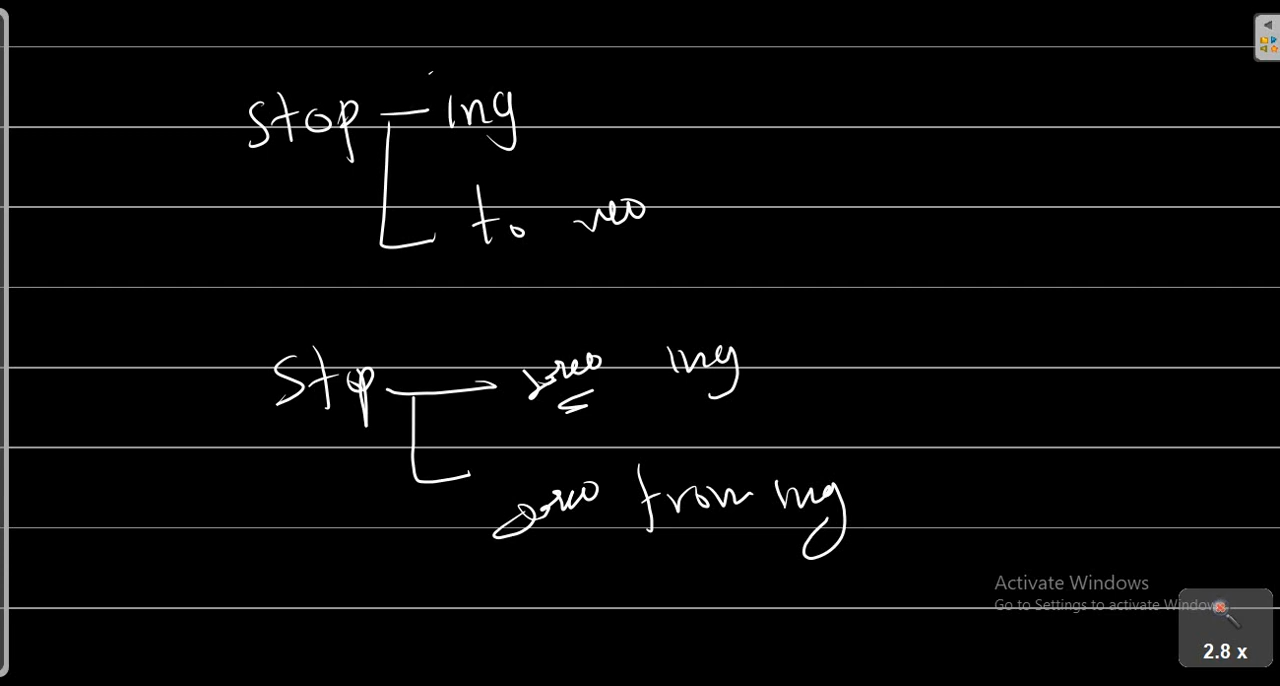 stop ing
to
Stop ing
from ing
Activate Windows
Go to Settings to activate Windows
2.8 x